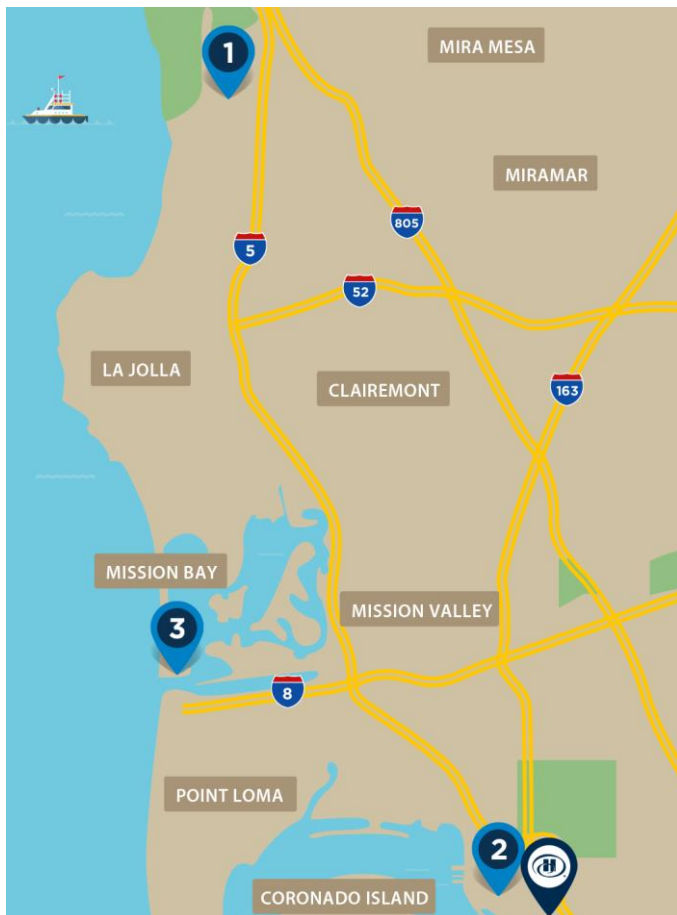 1
MIRA MESA
MIRAMAR
805
5
52
LA JOLLA
CLAIREMONT
163
MISSION BAY
MISSION VALLEY
3
8
POINT LOMA
2
H
CORONADO ISLAND